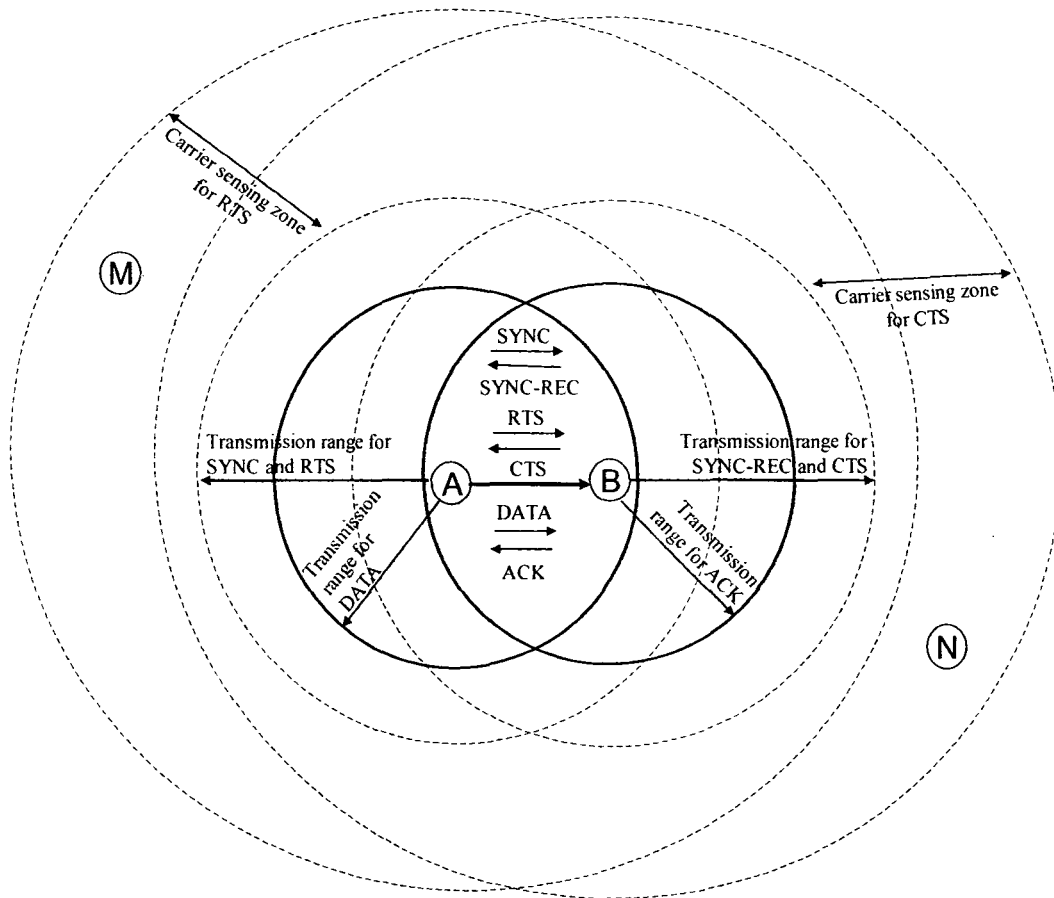 Carrier sensing zone
for RTS
M
Carrier sensing zone
for CTS
SYNC
SYNC-REC
RTS
Transmission range for
SYNC and RTS
Transmission range for
SYNC-REC and CTS
CTS
A
B
Transmission
range for
DATA
DATA
ACK
Transmission
range for ACK
N